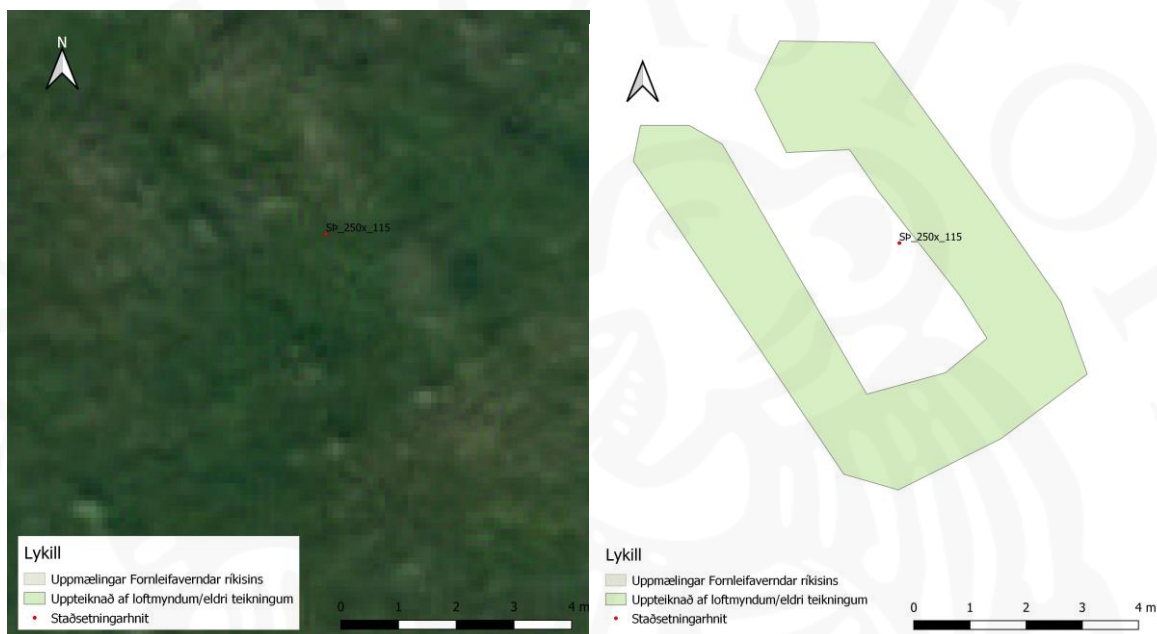 N
SÞ_250x_115
Lykill
Uppmælingar Fornleifaverndar ríkisins
Uppteiknað af loftmyndum/eldri teikningum
Staðsetningarhnit
0 1 2 3 4 m
SÞ_250x_115
Lykill
Uppmælingar Fornleifaverndar ríkisins
Uppteiknað af loftmyndum/eldri teikningum
Staðsetningarhnit
0 1 2 3 4 m